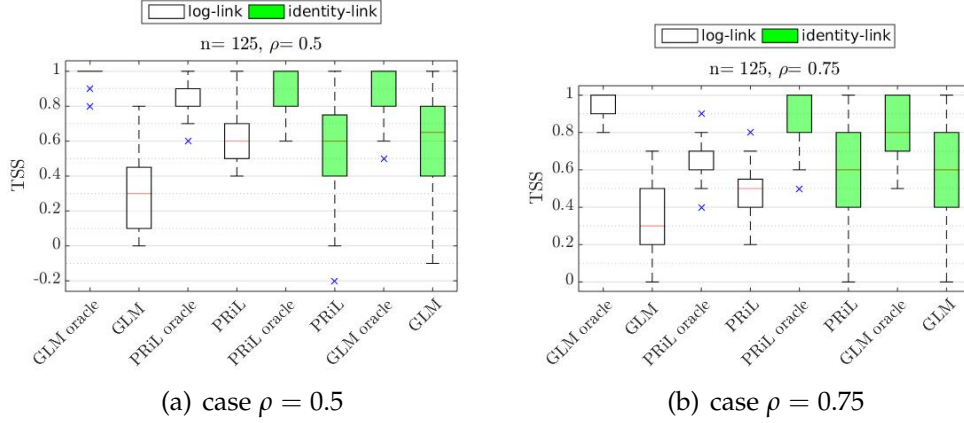 log-link identity-link
n= 125, ρ= 0.5
1
0.8
0.6
0.4
0.2
0
-0.2
TSS
GLM oracle
GLM
PRiL oracle
PRiL
PRiL oracle
PRiL
GLM oracle
GLM
(a) case ρ = 0.5
log-link identity-link
n= 125, ρ= 0.75
1
0.8
0.6
0.4
0.2
0
TSS
GLM oracle
GLM
PRiL oracle
PRiL
PRiL oracle
PRiL
GLM oracle
GLM
(b) case ρ = 0.75